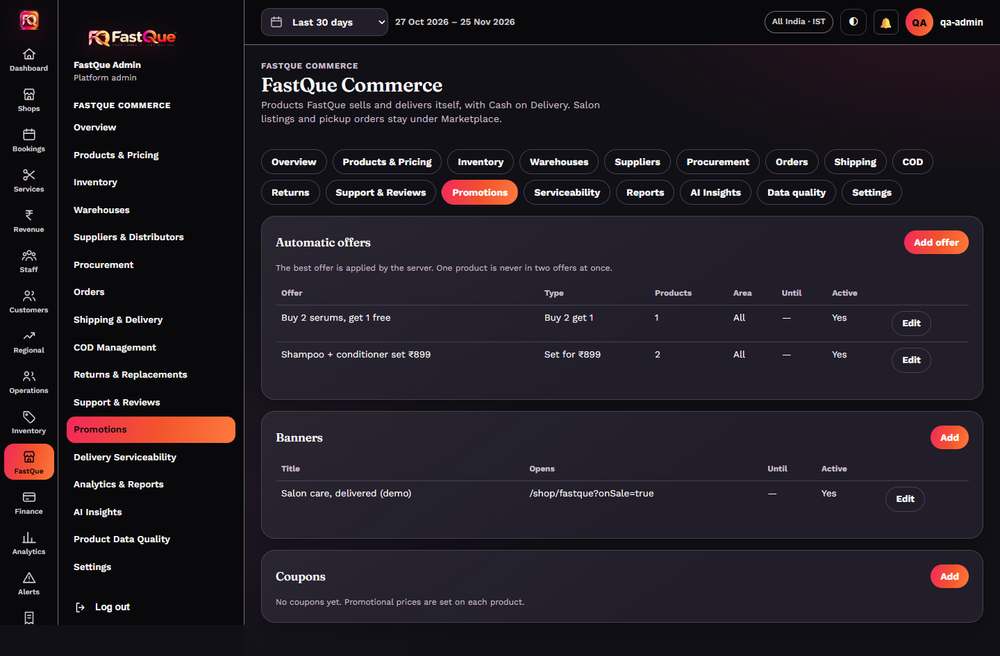 Dashboard
Shops
Bookings
Services
Revenue
Staff
Customers
Regional
Operations
Inventory
FastQue
Finance
Analytics
Alerts
FastQue
FastQue Admin
Platform admin
FASTQUE COMMERCE
Overview
Products & Pricing
Inventory
Warehouses
Suppliers & Distributors
Procurement
Orders
Shipping & Delivery
COD Management
Returns & Replacements
Support & Reviews
Promotions
Delivery Serviceability
Analytics & Reports
AI Insights
Product Data Quality
Settings
Log out
Last 30 days 27 Oct 2026 – 25 Nov 2026 All India · IST QA qa-admin
FASTQUE COMMERCE
FastQue Commerce
Products FastQue sells and delivers itself, with Cash on Delivery. Salon
listings and pickup orders stay under Marketplace.
Overview Products & Pricing Inventory Warehouses Suppliers Procurement Orders Shipping COD
Returns Support & Reviews Promotions Serviceability Reports AI Insights Data quality Settings
Automatic offers Add offer
The best offer is applied by the server. One product is never in two offers at once.
Offer Type Products Area Until Active
Buy 2 serums, get 1 free Buy 2 get 1 1 All — Yes Edit
Shampoo + conditioner set ₹899 Set for ₹899 2 All — Yes Edit
Banners Add
Title Opens Until Active
Salon care, delivered (demo) /shop/fastque?onSale=true — Yes Edit
Coupons Add
No coupons yet. Promotional prices are set on each product.